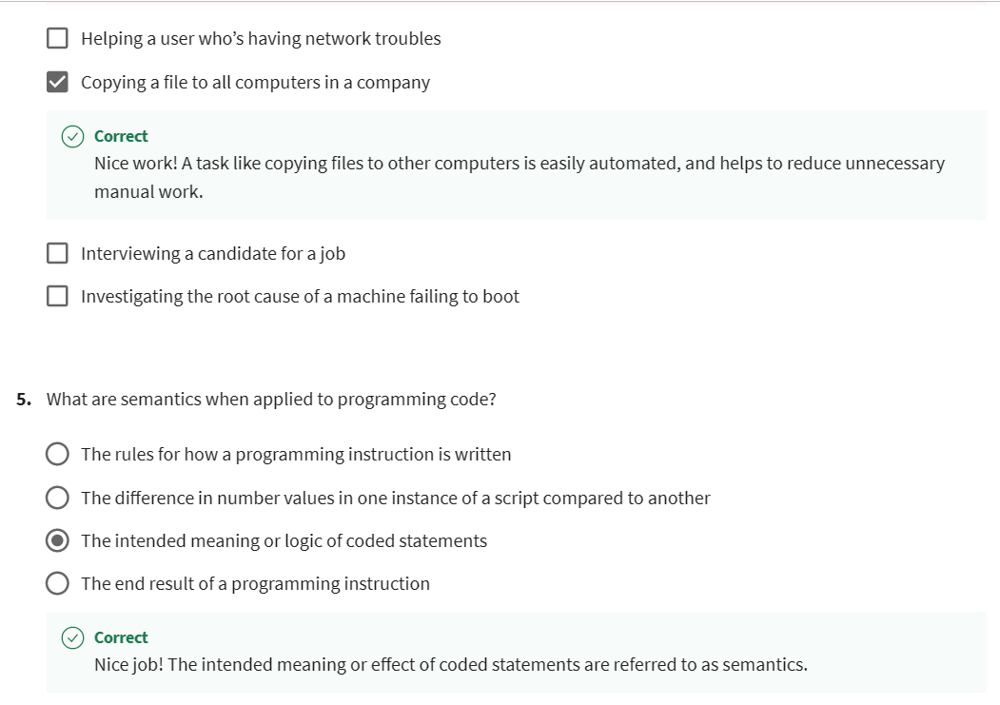 Helping a user who’s having network troubles
Copying a file to all computers in a company
Correct
Nice work! A task like copying files to other computers is easily automated, and helps to reduce unnecessary
manual work.
Interviewing a candidate for a job
Investigating the root cause of a machine failing to boot
5. What are semantics when applied to programming code?
The rules for how a programming instruction is written
The difference in number values in one instance of a script compared to another
The intended meaning or logic of coded statements
The end result of a programming instruction
Correct
Nice job! The intended meaning or effect of coded statements are referred to as semantics.